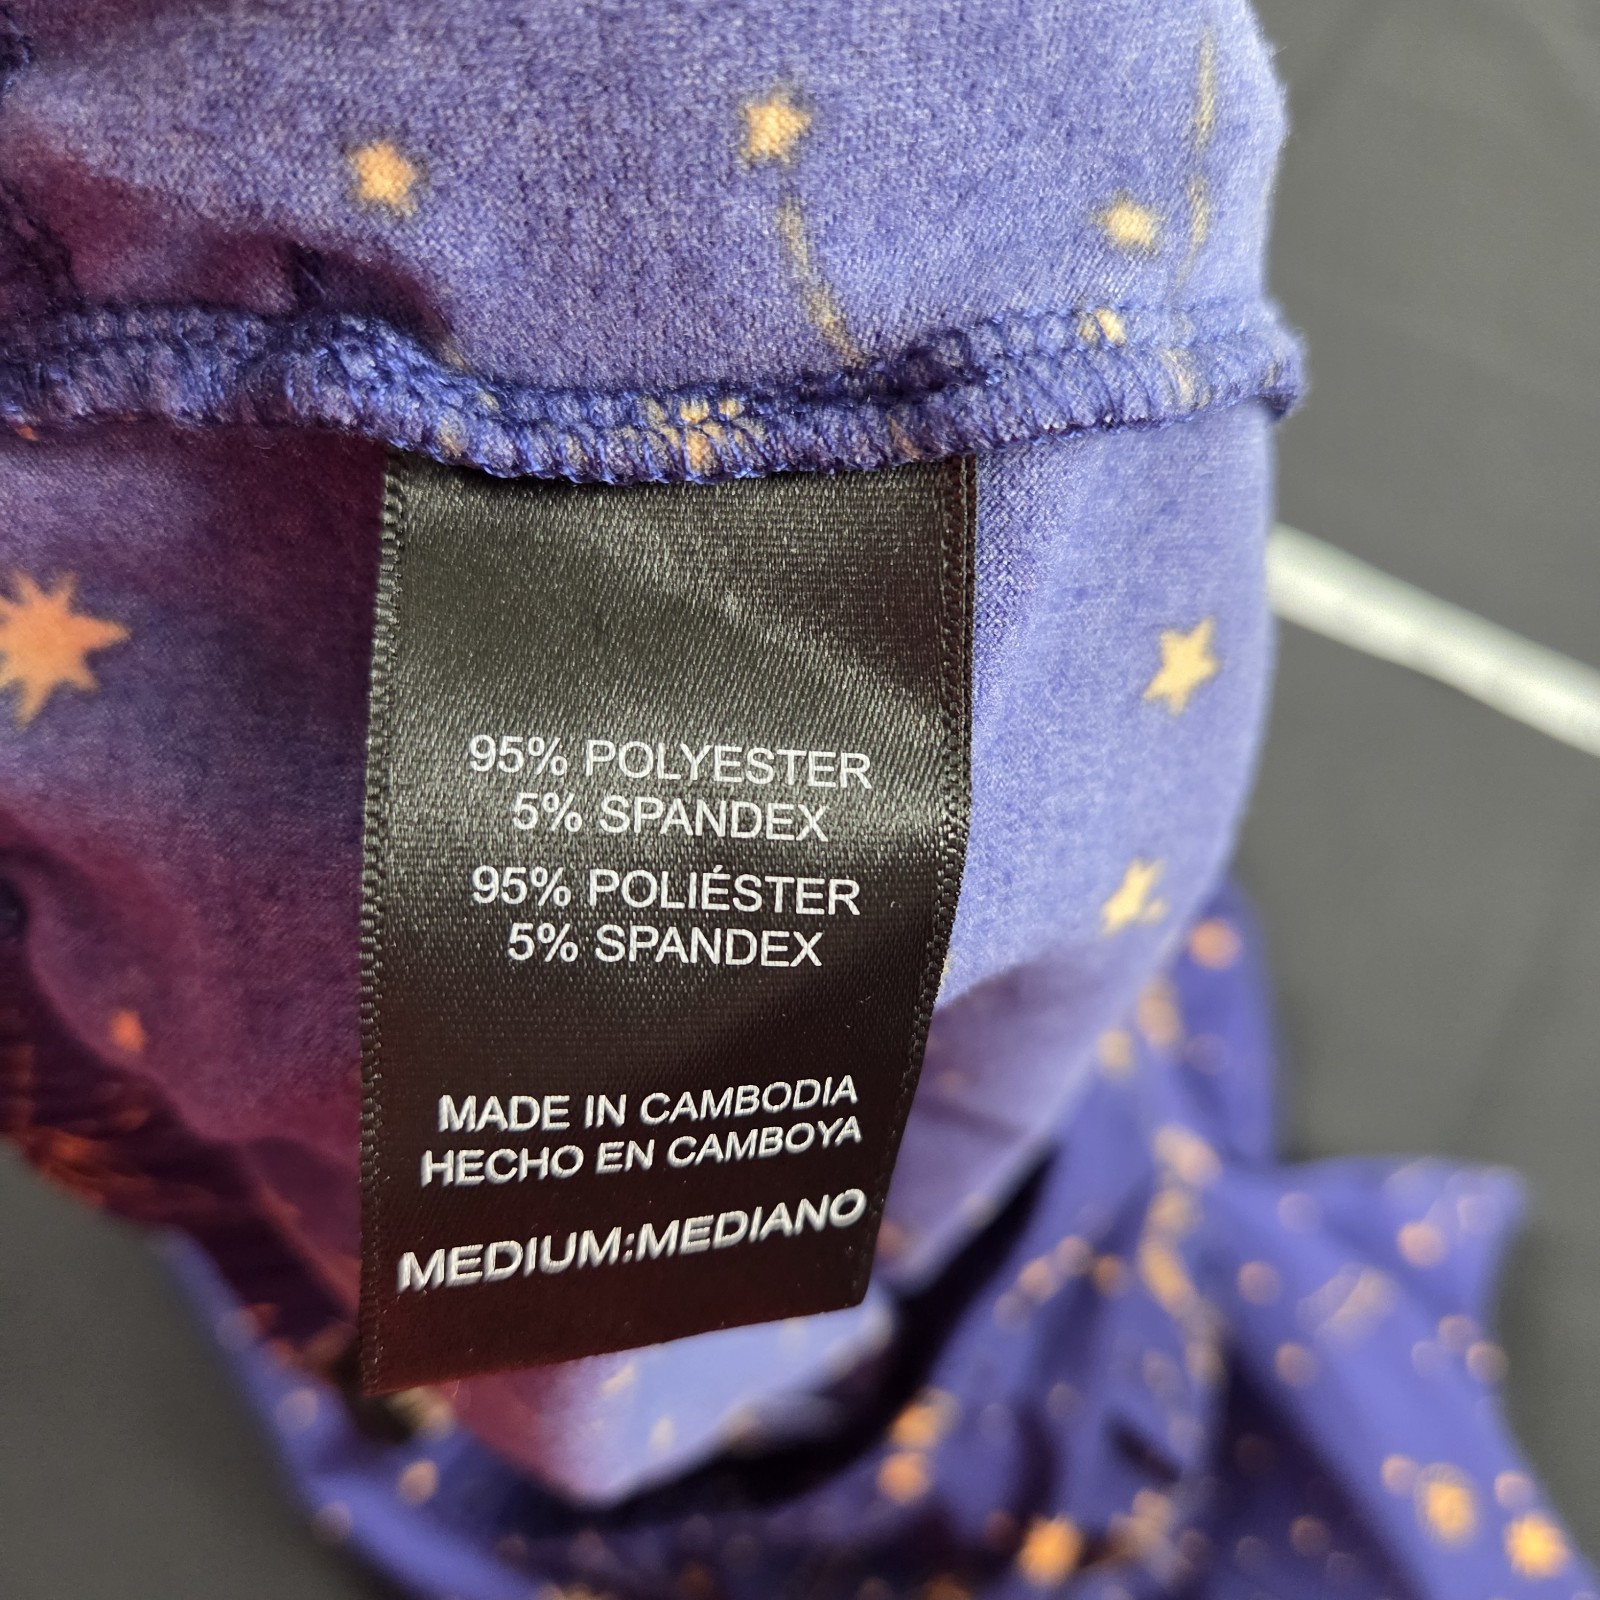 95% POLYESTER
5% SPANDEX
95% POLIÉSTER
5% SPANDEX
MADE IN CAMBODIA
HECHO EN CAMBOYA
MEDIUM:MEDIANO